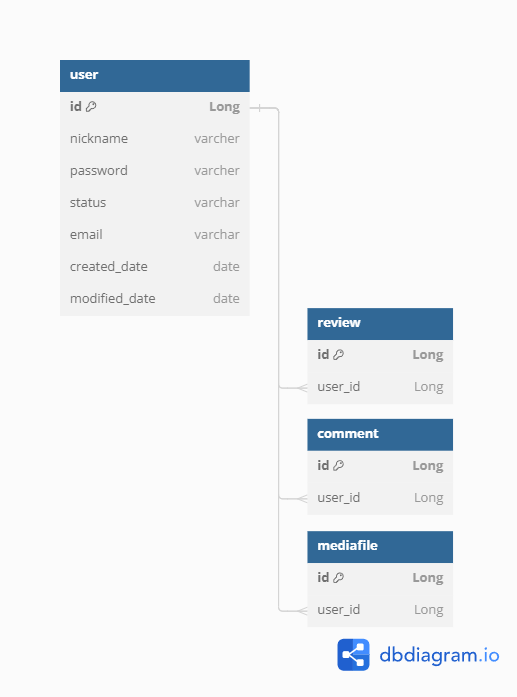 user
id Long
nickname varcher
password varcher
status varchar
email varchar
created_date date
modified_date date
review
id Long
user_id Long
comment
id Long
user_id Long
mediafile
id Long
user_id Long
dbdiagram.io